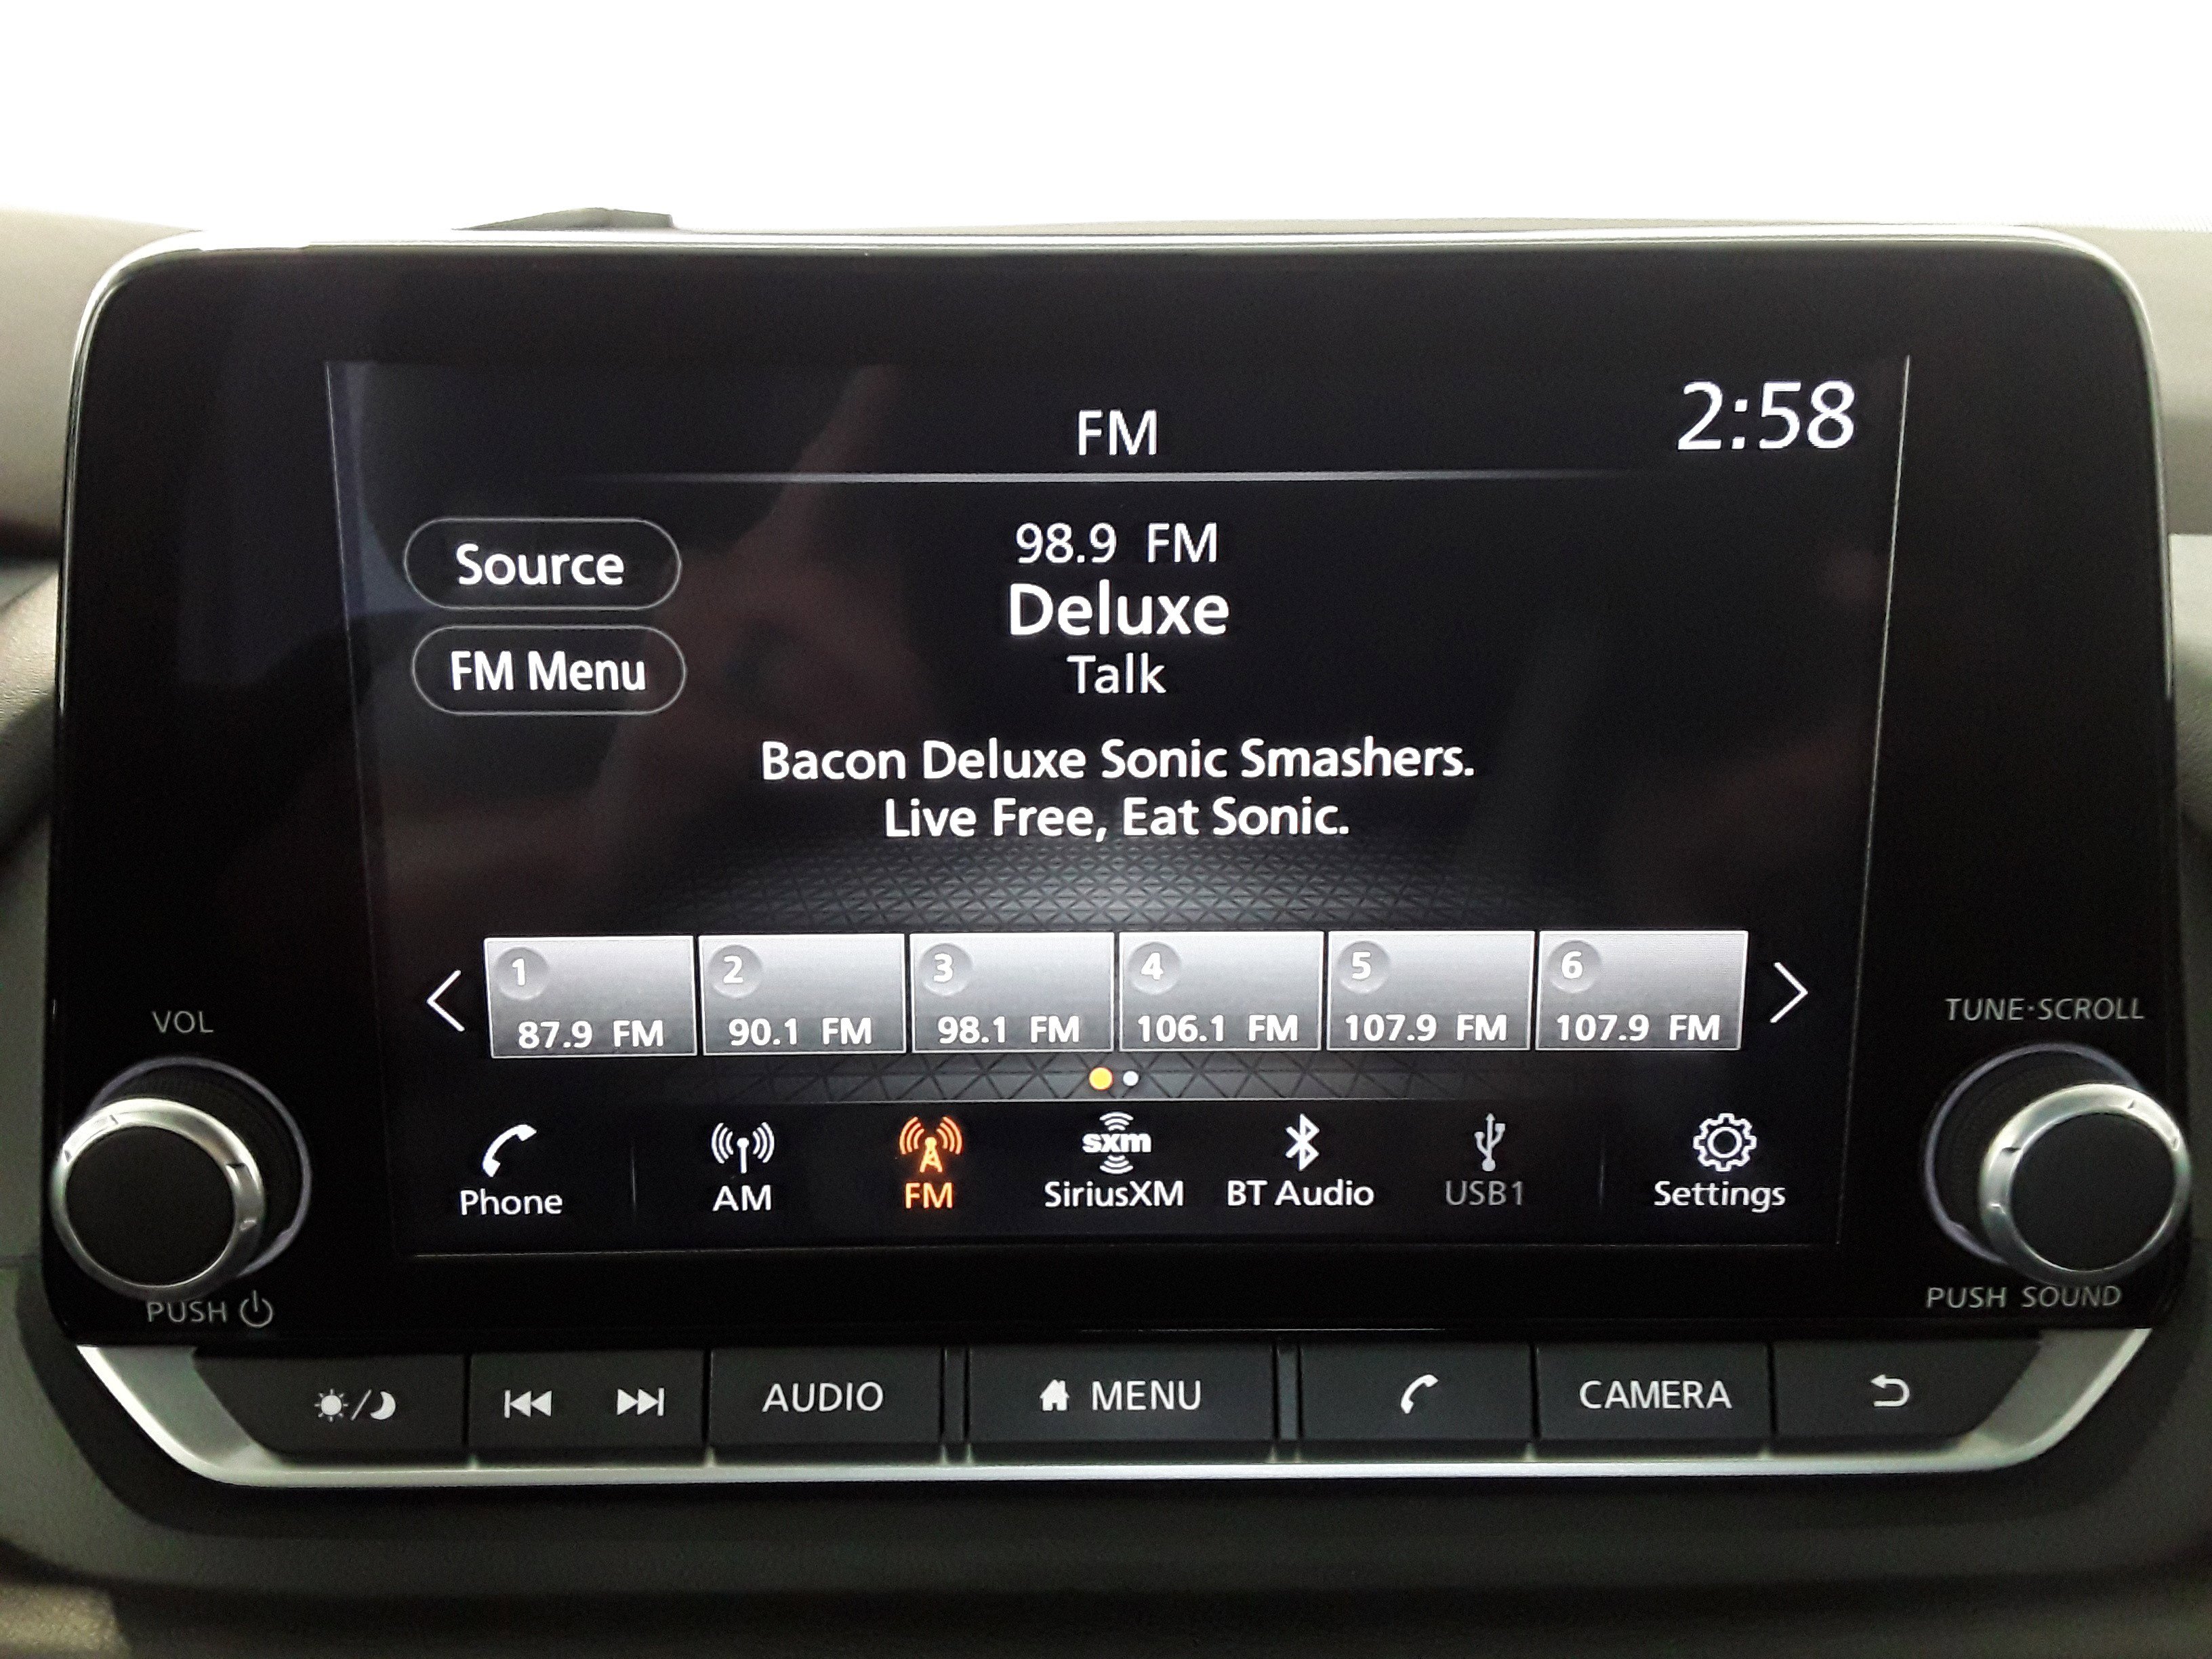 FM
2:58
Source
FM Menu
98.9 FM
Deluxe
Talk
Bacon Deluxe Sonic Smashers.
Live Free, Eat Sonic.
1
87.9 FM
2
90.1 FM
3
98.1 FM
4
106.1 FM
5
107.9 FM
6
107.9 FM
VOL
PUSH
TUNE·SCROLL
PUSH SOUND
Phone
AM
FM
sxm
SiriusXM
BT Audio
USB1
Settings
AUDIO
MENU
CAMERA